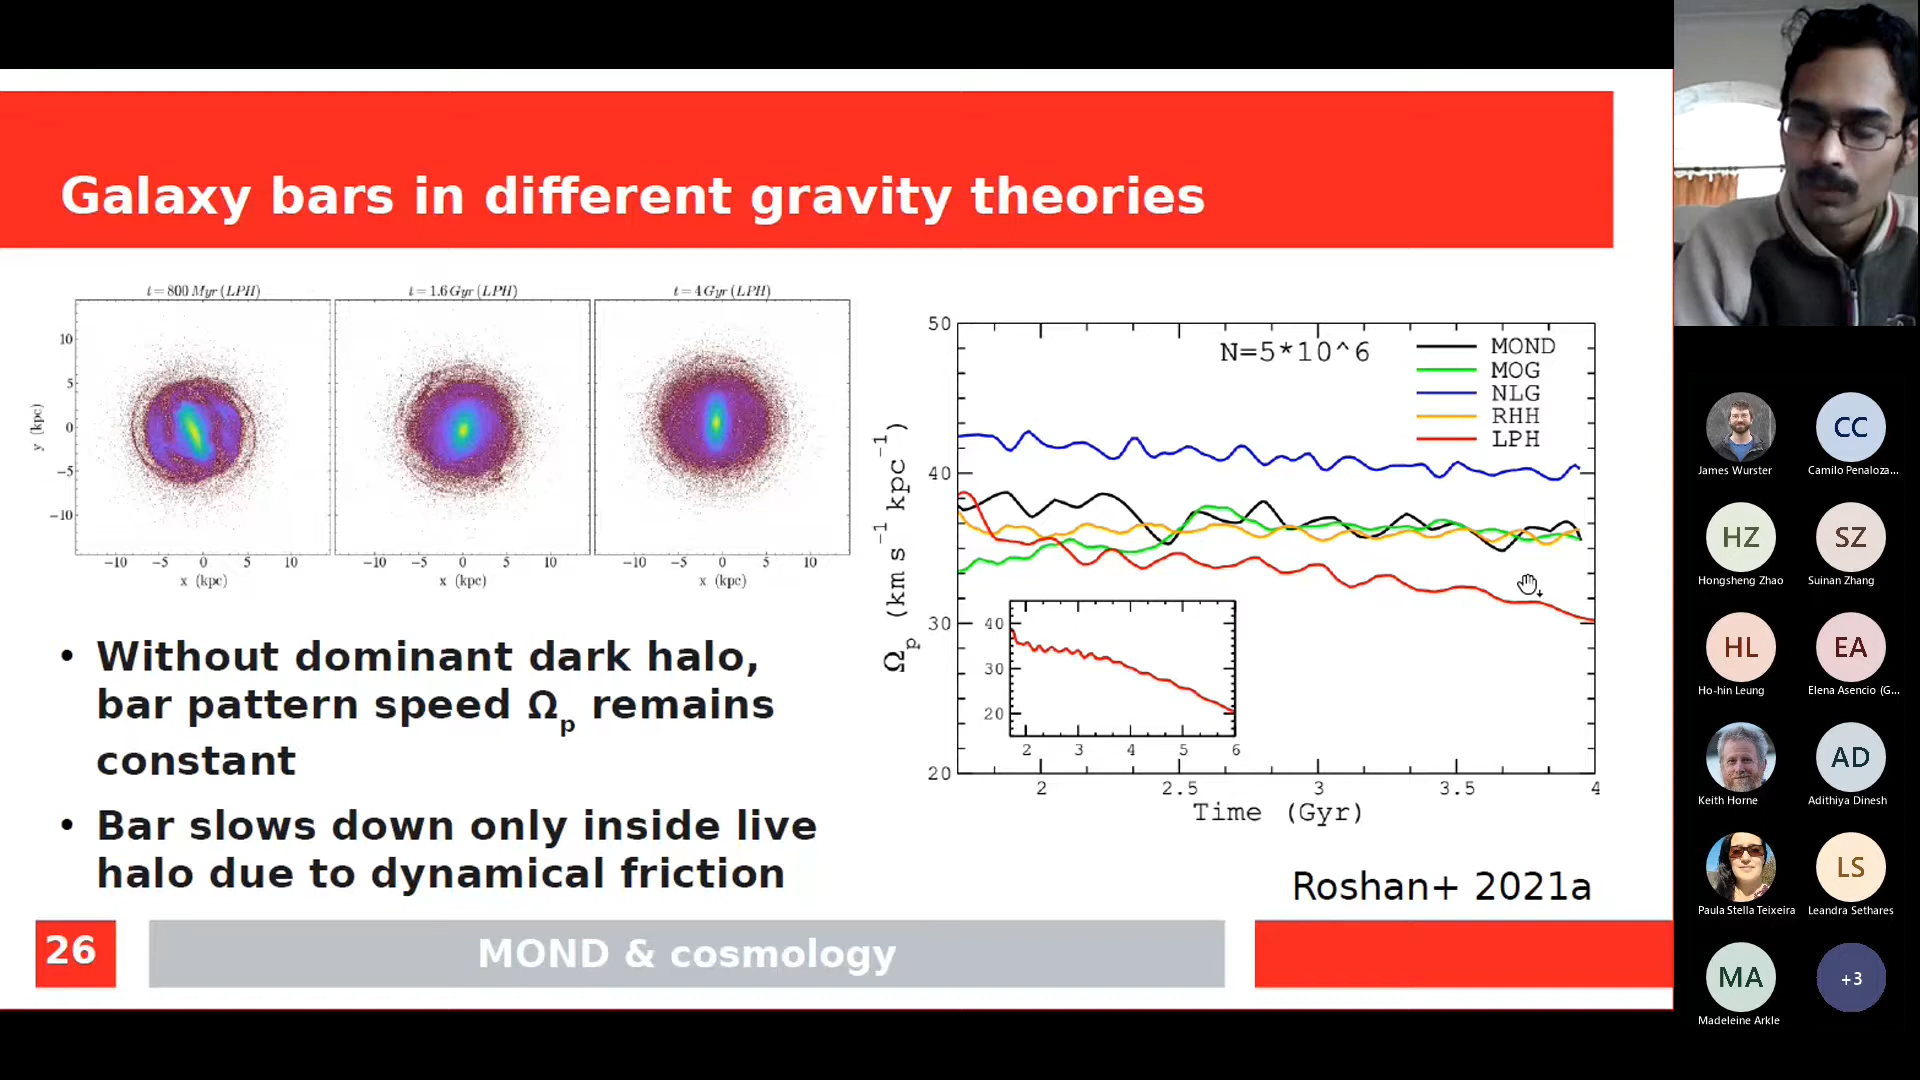 Galaxy bars in different gravity theories
t = 800 Myr (LPH)
t = 1.6 Gyr (LPH)
t = 4 Gyr (LPH)
10
5
0
−5
−10
y (kpc)
−10 −5 0 5 10
x (kpc)
−10 −5 0 5 10
x (kpc)
−10 −5 0 5 10
x (kpc)
• Without dominant dark halo,
bar pattern speed Ωp remains
constant
• Bar slows down only inside live
halo due to dynamical friction
N=5*10^6
MOND
MOG
NLG
RHH
LPH
50
40
30
20
Ωp (km s⁻¹ kpc⁻¹)
40
30
20
2 3 4 5 6
2 2.5 3 3.5 4
Time (Gyr)
Roshan+ 2021a
26
MOND & cosmology
James Wurster
CC
Camilo Penaloza...
HZ
Hongsheng Zhao
SZ
Suinan Zhang
HL
Ho-hin Leung
EA
Elena Asencio (G...
Keith Horne
AD
Adithiya Dinesh
Paula Stella Teixeira
LS
Leandra Sethares
MA
Madeleine Arkle
+3